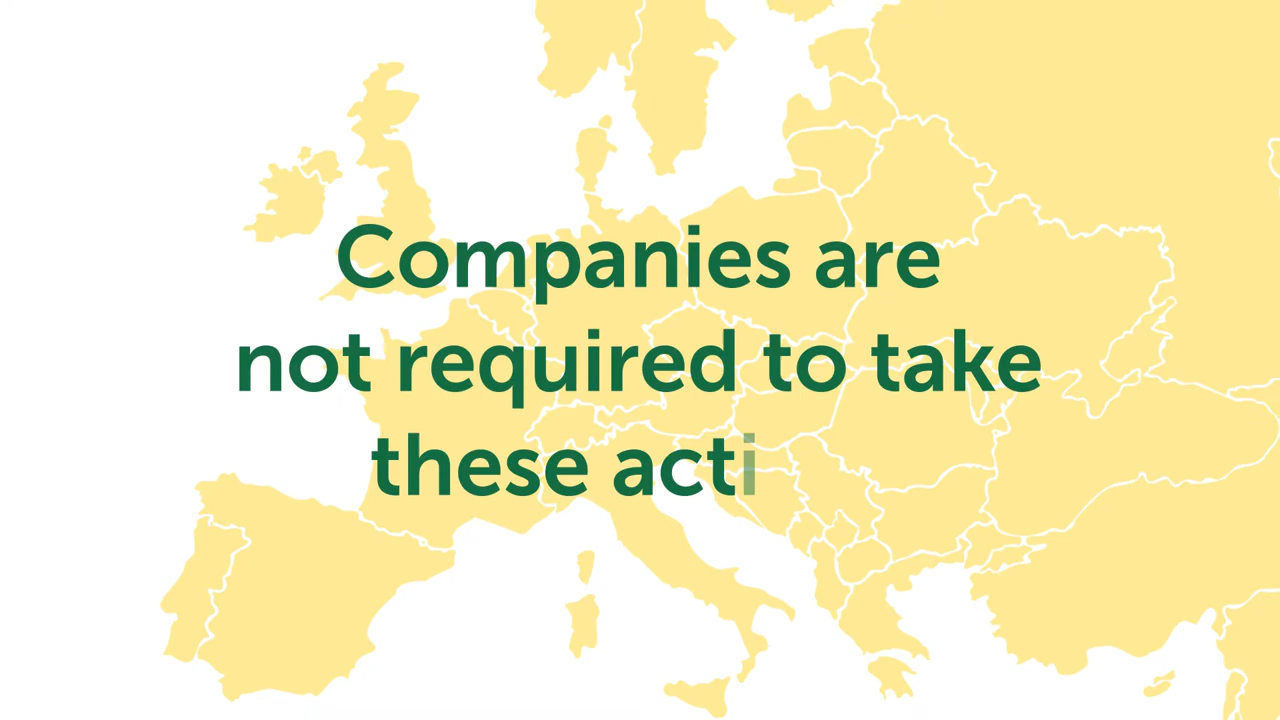 Companies are
not required to take
these acti